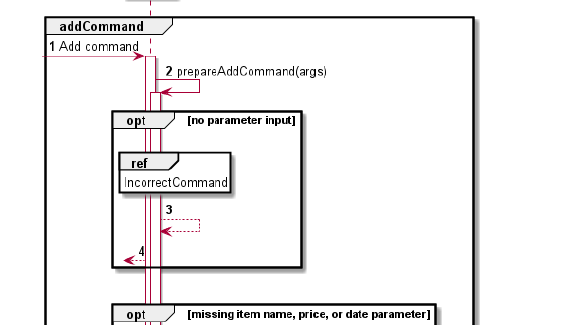 addCommand
1 Add command
2 prepareAddCommand(args)
opt [no parameter input]
ref
IncorrectCommand
3
4
opt [missing item name, price, or date parameter]